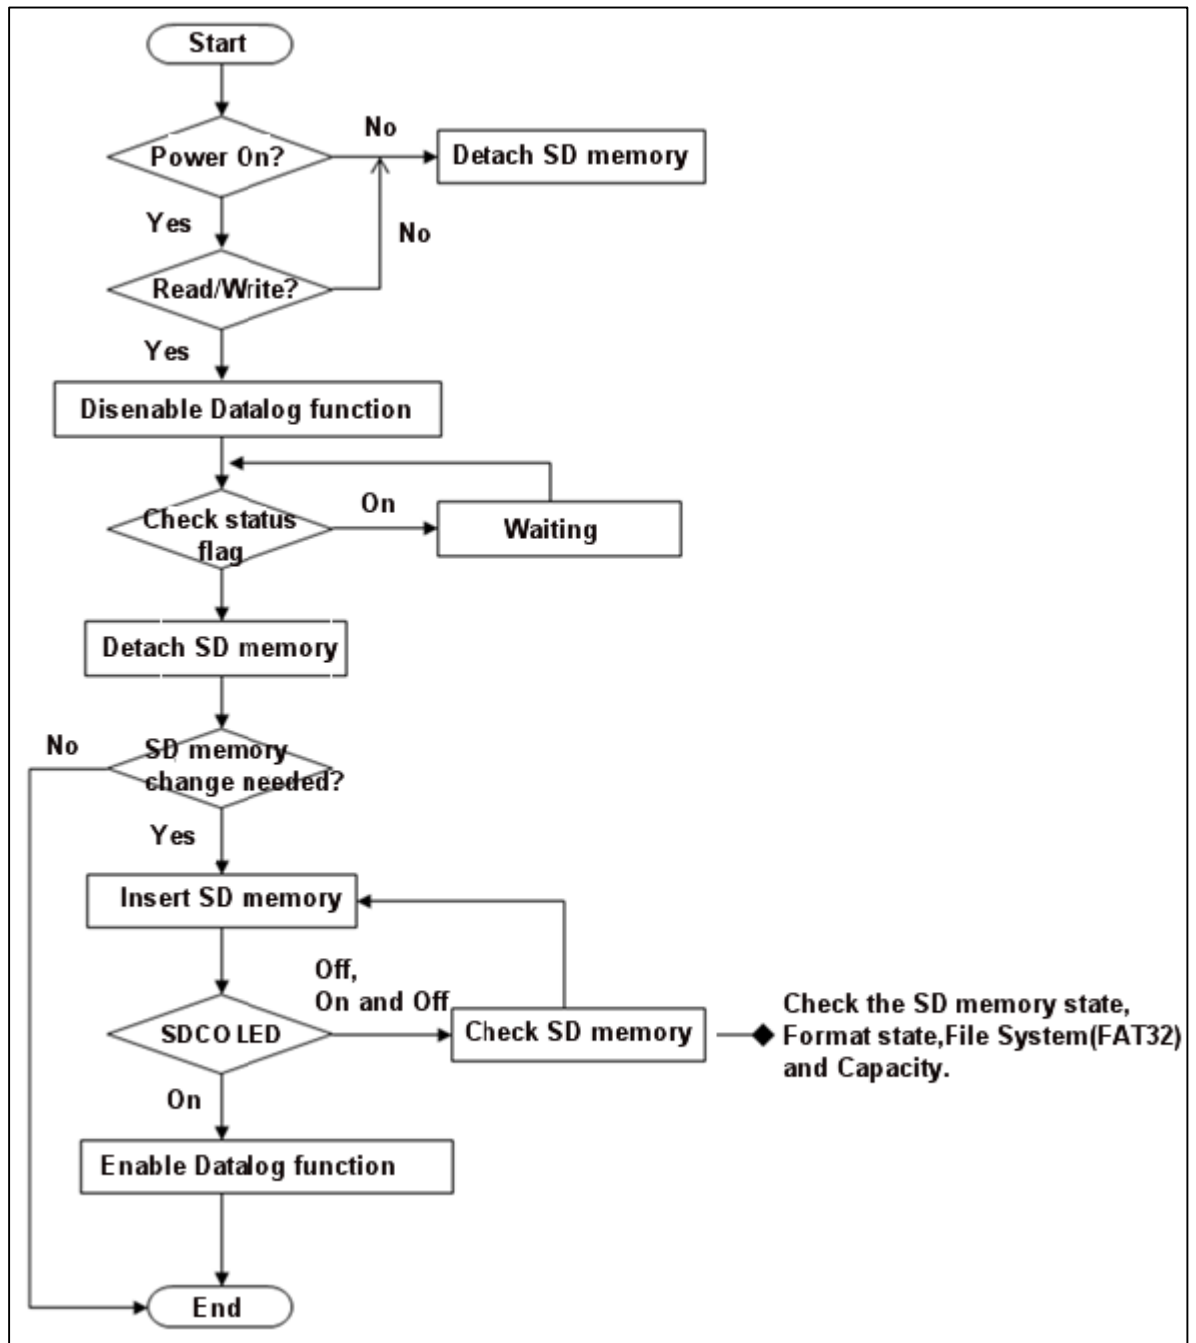 Start
No
Power On?
Detach SD memory
Yes
No
Read/Write?
Yes
Disenable Datalog function
On
Check status
flag
Waiting
Detach SD memory
No
SD memory
change needed?
Yes
Insert SD memory
Off,
On and Off
SDCO LED
Check SD memory
Check the SD memory state,
Format state,File System(FAT32)
and Capacity.
On
Enable Datalog function
End